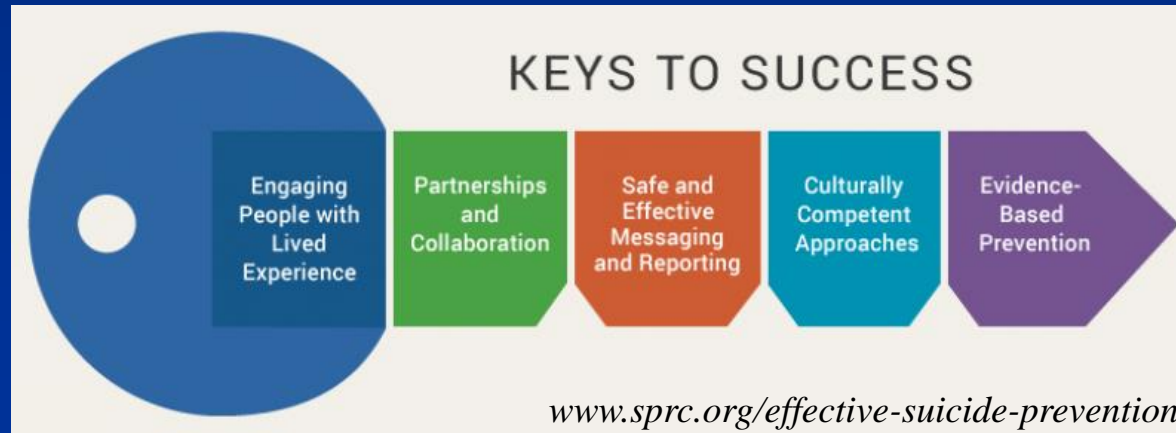 KEYS TO SUCCESS
Engaging
People with
Lived
Experience
Partnerships
and
Collaboration
Safe and
Effective
Messaging
and Reporting
Culturally
Competent
Approaches
Evidence-
Based
Prevention
www.sprc.org/effective-suicide-prevention